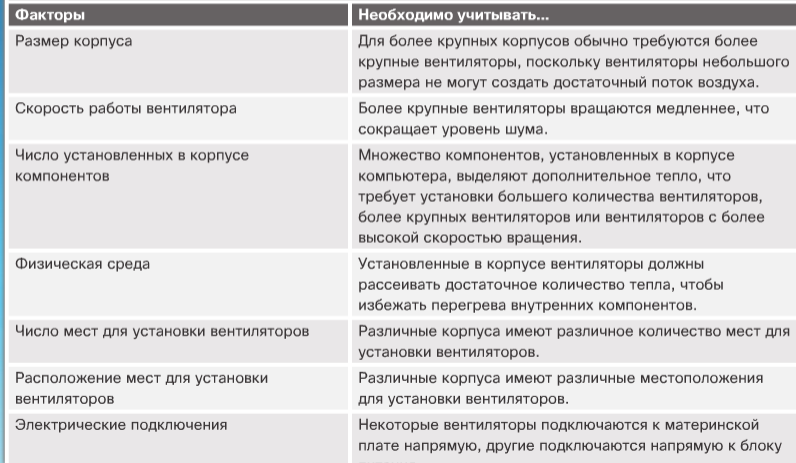 Факторы
Необходимо учитывать...
Размер корпуса
Для более крупных корпусов обычно требуются более
крупные вентиляторы, поскольку вентиляторы небольшого
размера не могут создать достаточный поток воздуха.
Скорость работы вентилятора
Более крупные вентиляторы вращаются медленнее, что
сокращает уровень шума.
Число установленных в корпусе
компонентов
Множество компонентов, установленных в корпусе
компьютера, выделяют дополнительное тепло, что
требует установки большего количества вентиляторов,
более крупных вентиляторов или вентиляторов с более
высокой скоростью вращения.
Физическая среда
Установленные в корпусе вентиляторы должны
рассеивать достаточное количество тепла, чтобы
избежать перегрева внутренних компонентов.
Число мест для установки вентиляторов
Различные корпуса имеют различное количество мест для
установки вентиляторов.
Расположение мест для установки
вентиляторов
Различные корпуса имеют различные местоположения
для установки вентиляторов.
Электрические подключения
Некоторые вентиляторы подключаются к материнской
плате напрямую, другие подключаются напрямую к блоку